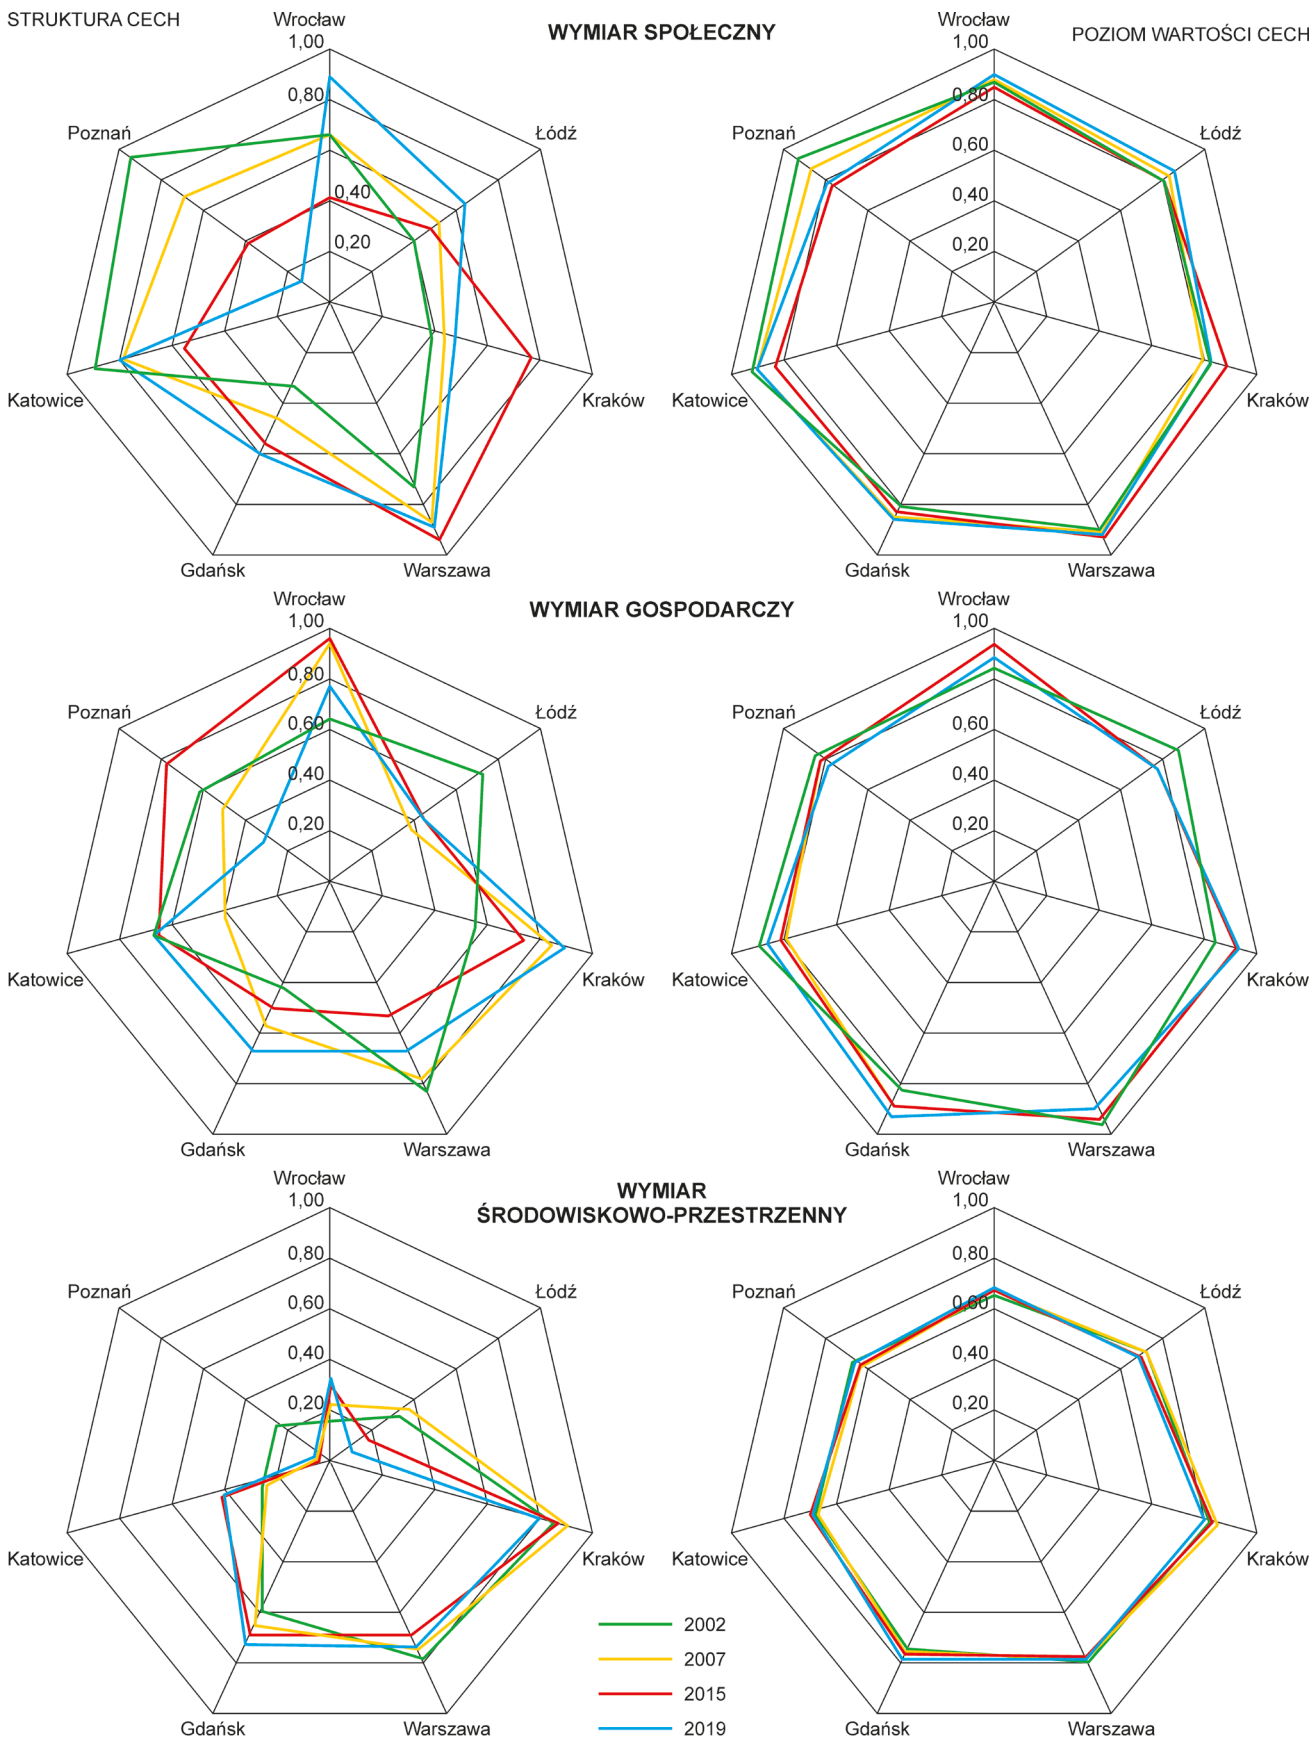 STRUKTURA CECH
WYMIAR SPOŁECZNY
POZIOM WARTOŚCI CECH
Wrocław
1,00
0,80
0,40
0,20
Poznań
Łódź
Katowice
Kraków
Gdańsk
Warszawa
Wrocław
1,00
0,80
0,60
0,40
0,20
Poznań
Łódź
Katowice
Kraków
Gdańsk
Warszawa
WYMIAR GOSPODARCZY
Wrocław
1,00
0,80
0,60
0,40
0,20
Poznań
Łódź
Katowice
Kraków
Gdańsk
Warszawa
Wrocław
1,00
0,80
0,60
0,40
0,20
Poznań
Łódź
Katowice
Kraków
Gdańsk
Warszawa
WYMIAR
ŚRODOWISKOWO-PRZESTRZENNY
Wrocław
1,00
0,80
0,60
0,40
0,20
Poznań
Łódź
Katowice
Kraków
Gdańsk
Warszawa
Wrocław
1,00
0,80
0,60
0,40
0,20
Poznań
Łódź
Katowice
Kraków
Gdańsk
Warszawa
2002
2007
2015
2019